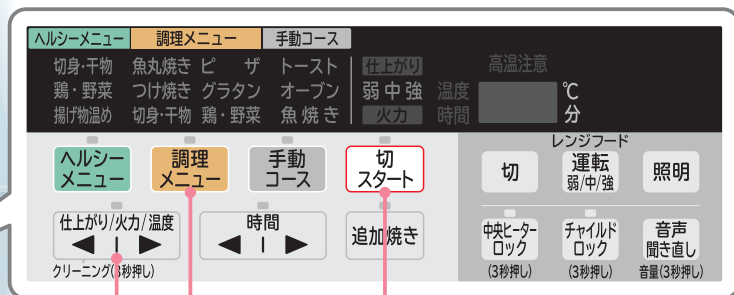 ヘルシーメニュー 調理メニュー 手動コース
切身・干物 魚丸焼き ピザ トースト 仕上がり 高温注意
鶏・野菜 つけ焼き グラタン オーブン 弱 中 強 温度 ℃
揚げ物温め 切身・干物 鶏・野菜 魚焼き 火力 時間 分
レンジフード
ヘルシー
メニュー
調理
メニュー
手動
コース
切
スタート
切
運転
弱/中/強
照明
仕上がり/火力/温度
◀ I ▶
クリーニング(3秒押し)
時間
◀ I ▶
追加焼き
中央ヒーター
ロック
(3秒押し)
チャイルド
ロック
(3秒押し)
音声
聞き直し
音量(3秒押し)